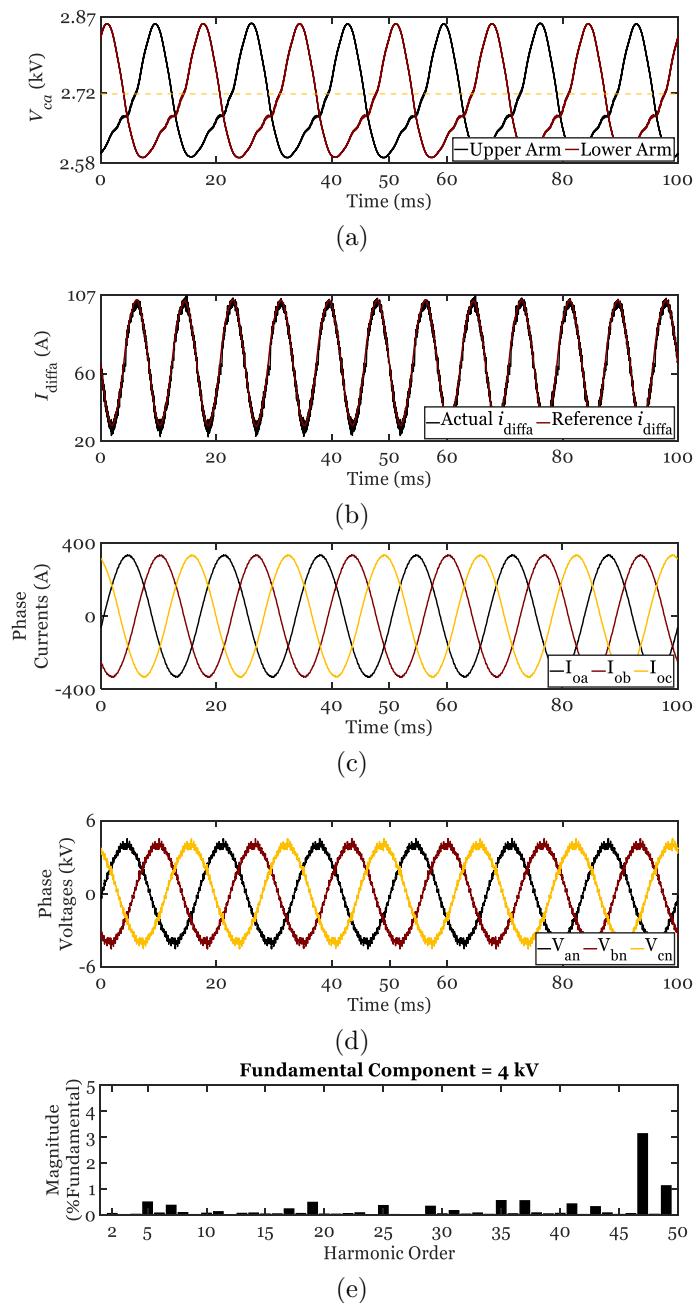 2.87
2.72
2.58
V_ca (kV)
Upper Arm Lower Arm
0 20 40 60 80 100
Time (ms)
(a)
107
60
20
I_diffa (A)
Actual i_diffa Reference i_diffa
0 20 40 60 80 100
Time (ms)
(b)
400
0
-400
Phase
Currents (A)
I_oa I_ob I_oc
0 20 40 60 80 100
Time (ms)
(c)
6
0
-6
Phase
Voltages (kV)
V_an V_bn V_cn
0 20 40 60 80 100
Time (ms)
(d)
Fundamental Component = 4 kV
5
4
3
2
1
0
Magnitude
(%Fundamental)
2 5 10 15 20 25 30 35 40 45 50
Harmonic Order
(e)